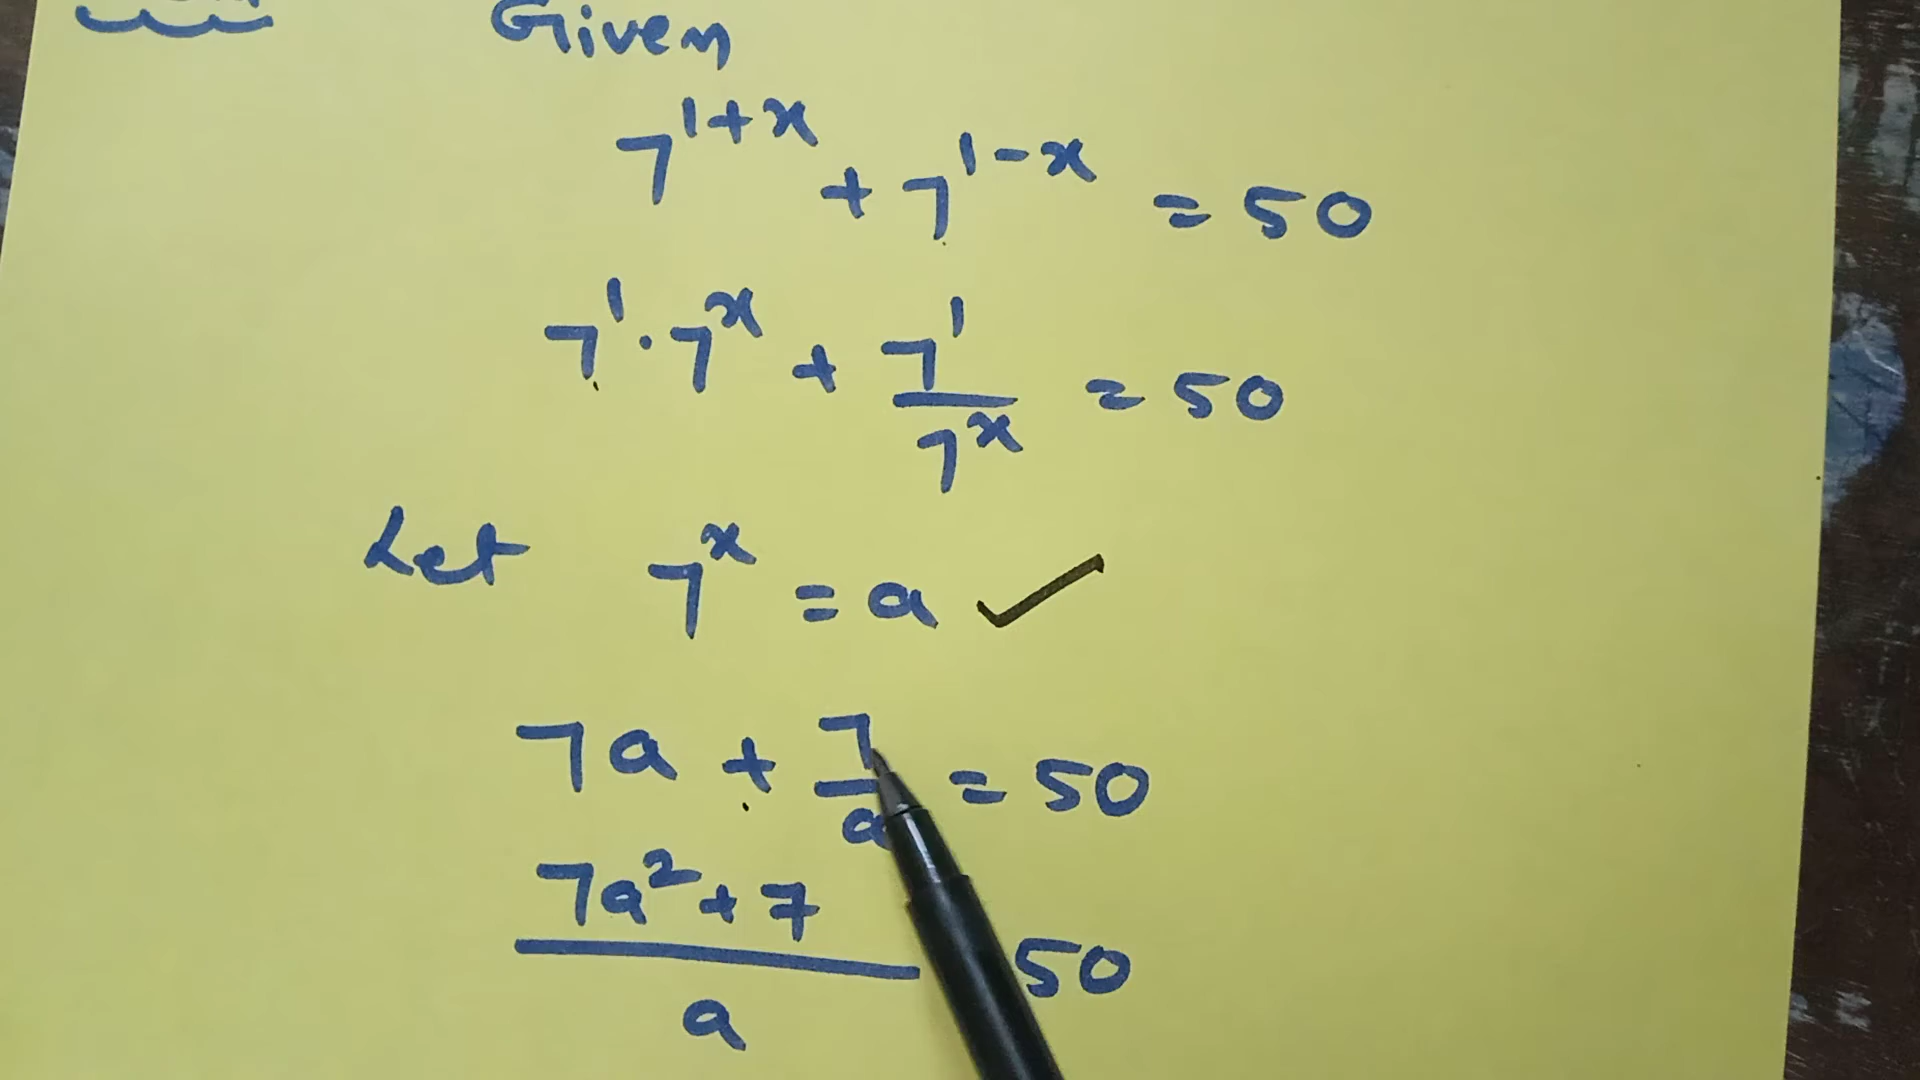 Given
7^{1+x} + 7^{1-x} = 50
7^1 · 7^x + 7^1/7^x = 50
Let 7^x = a ✓
7a + 7/a = 50
(7a^2 + 7)/a 50